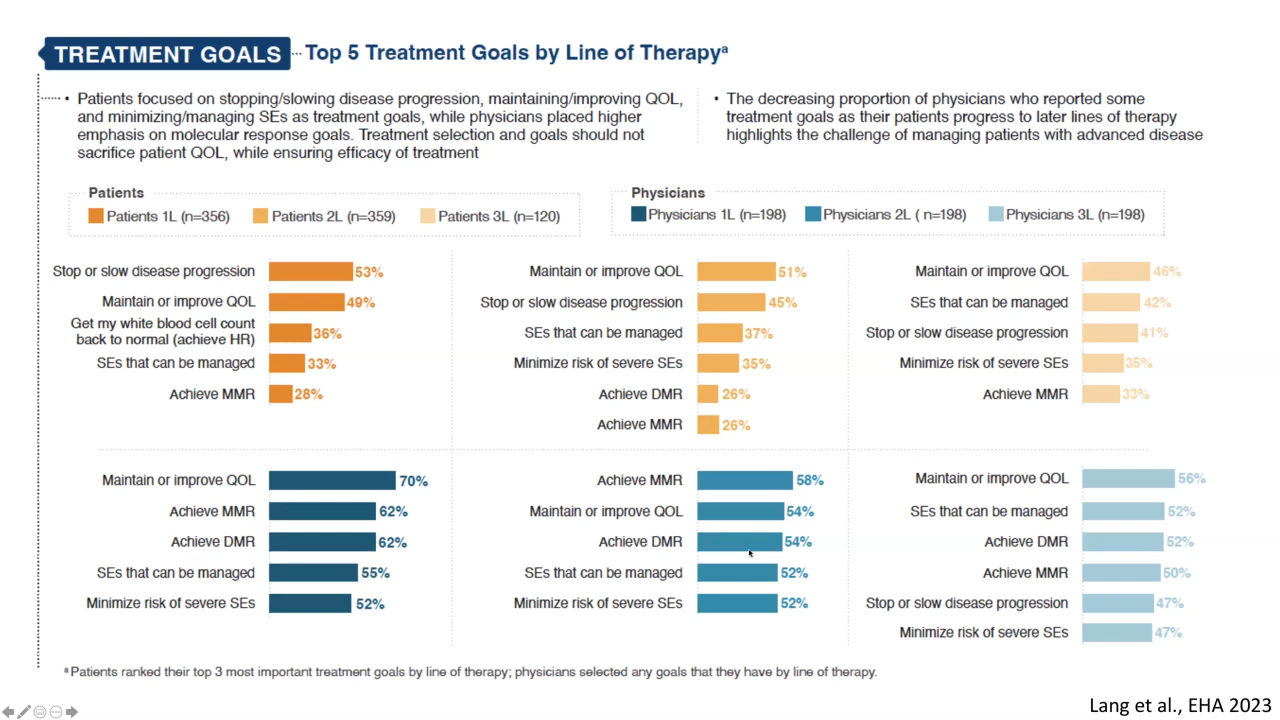 TREATMENT GOALS
Top 5 Treatment Goals by Line of Therapyᵃ
• Patients focused on stopping/slowing disease progression, maintaining/improving QOL,
and minimizing/managing SEs as treatment goals, while physicians placed higher
emphasis on molecular response goals. Treatment selection and goals should not
sacrifice patient QOL, while ensuring efficacy of treatment
• The decreasing proportion of physicians who reported some
treatment goals as their patients progress to later lines of therapy
highlights the challenge of managing patients with advanced disease
Patients
Patients 1L (n=356) Patients 2L (n=359) Patients 3L (n=120)
Physicians
Physicians 1L (n=198) Physicians 2L ( n=198) Physicians 3L (n=198)
Stop or slow disease progression 53%
Maintain or improve QOL 49%
Get my white blood cell count
back to normal (achieve HR) 36%
SEs that can be managed 33%
Achieve MMR 28%
Maintain or improve QOL 51%
Stop or slow disease progression 45%
SEs that can be managed 37%
Minimize risk of severe SEs 35%
Achieve DMR 26%
Achieve MMR 26%
Maintain or improve QOL 46%
SEs that can be managed 42%
Stop or slow disease progression 41%
Minimize risk of severe SEs 35%
Achieve MMR 33%
Maintain or improve QOL 70%
Achieve MMR 62%
Achieve DMR 62%
SEs that can be managed 55%
Minimize risk of severe SEs 52%
Achieve MMR 58%
Maintain or improve QOL 54%
Achieve DMR 54%
SEs that can be managed 52%
Minimize risk of severe SEs 52%
Maintain or improve QOL 56%
SEs that can be managed 52%
Achieve DMR 52%
Achieve MMR 50%
Stop or slow disease progression 47%
Minimize risk of severe SEs 47%
ᵃPatients ranked their top 3 most important treatment goals by line of therapy; physicians selected any goals that they have by line of therapy.
Lang et al., EHA 2023